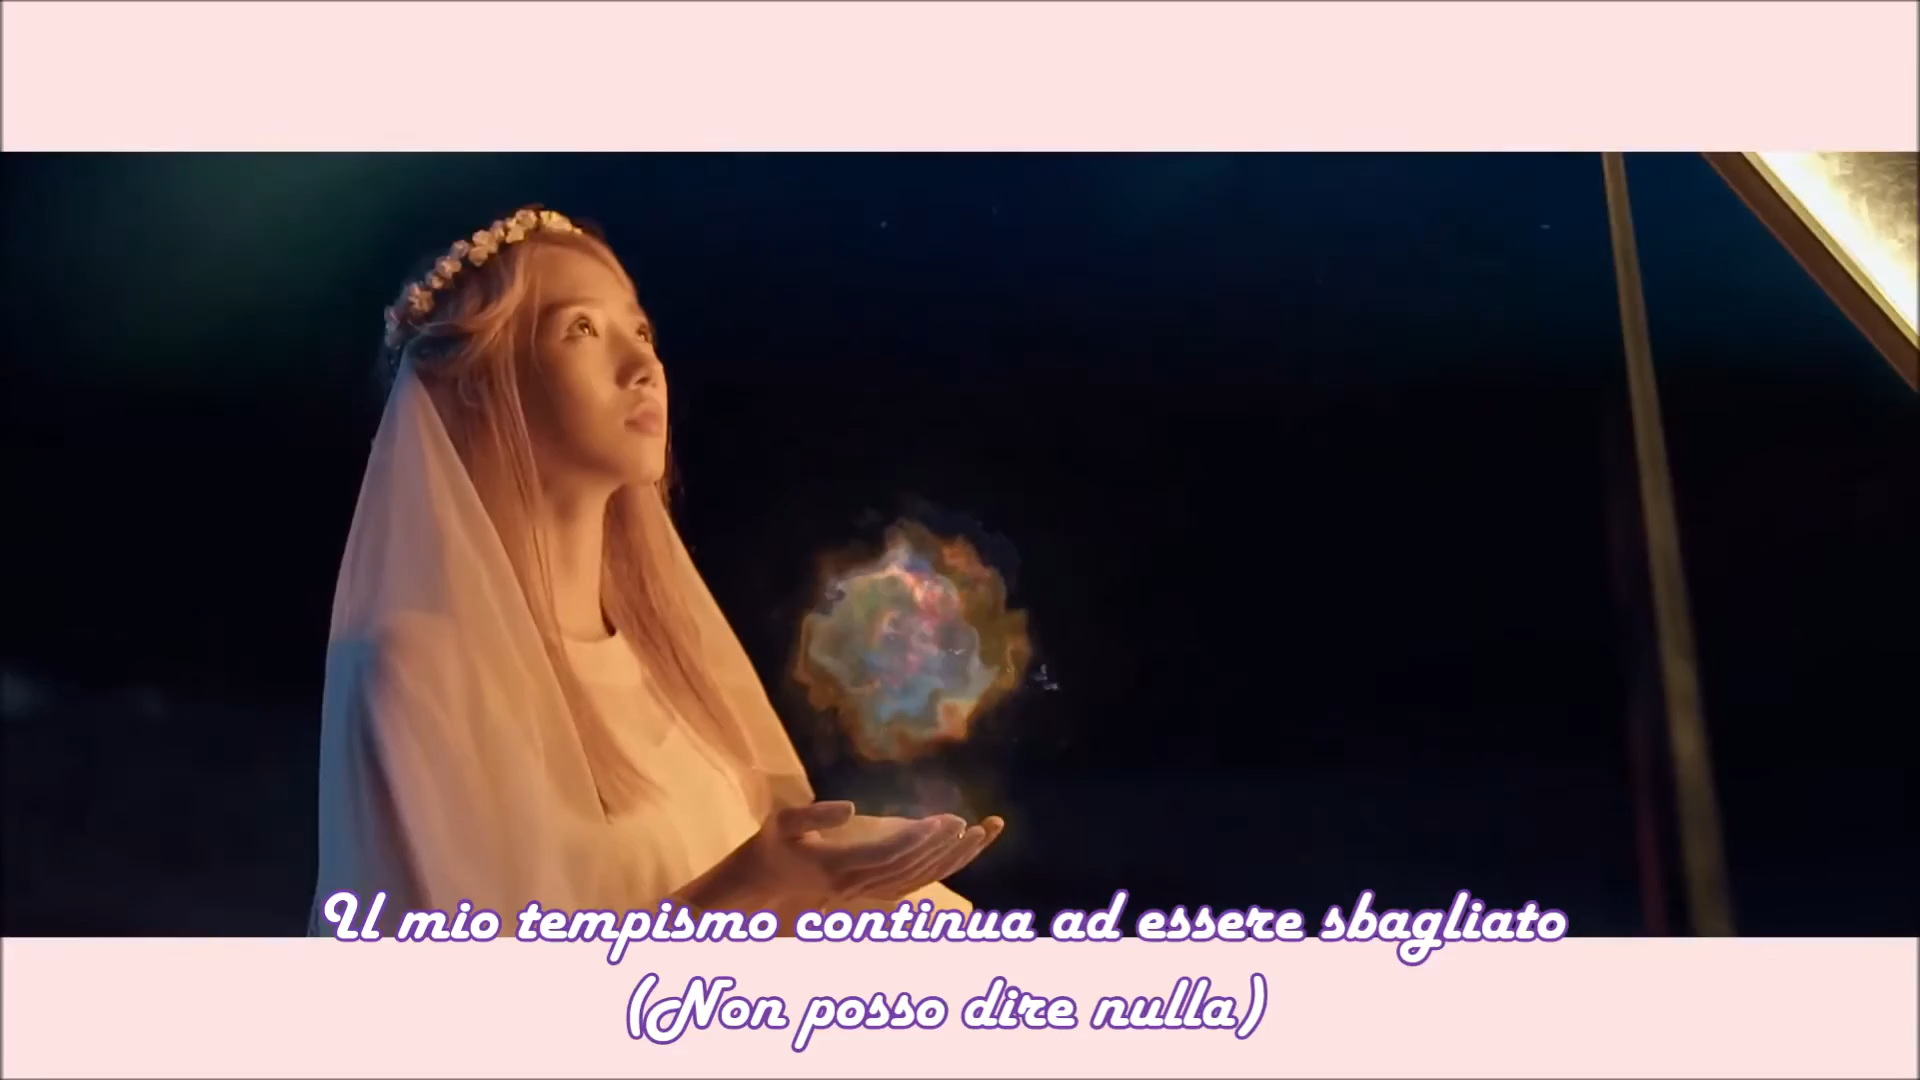 Il mio tempismo continua ad essere sbagliato
(Non posso dire nulla)